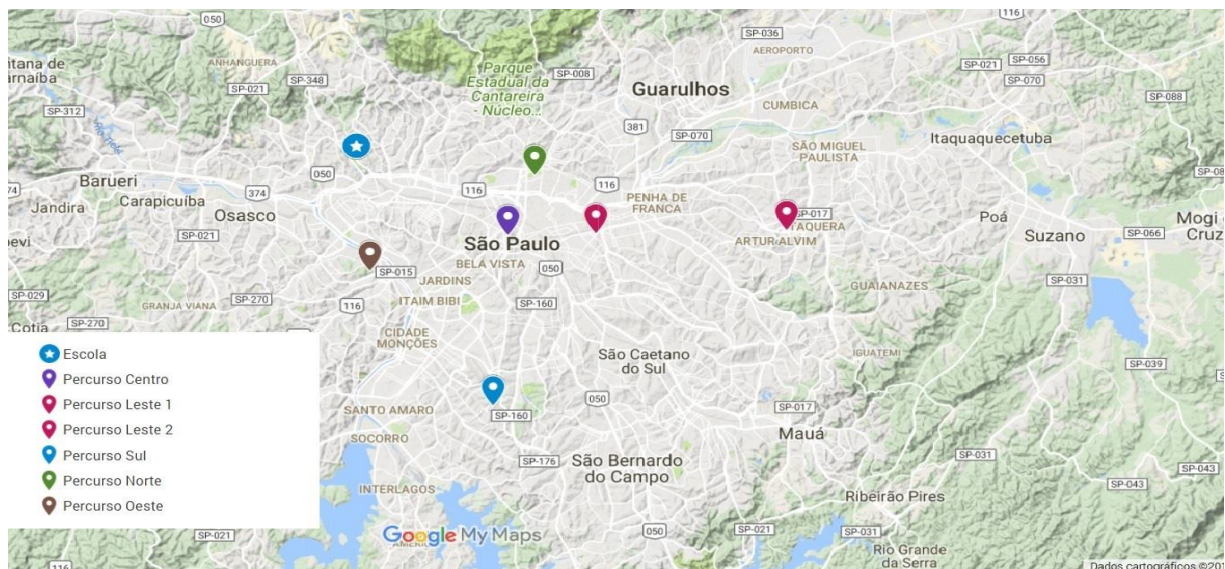 050
116
SP-036
AEROPORTO
SP-021
SP-056
SP-070
SP-088
ANHANGUERA
SP-348
SP-021
SP-008
Parque
Estadual da
Cantareira
Núcleo...
Guarulhos
CUMBICA
SP-312
381
SP-070
SÃO MIGUEL
PAULISTA
Itaquaquecetuba
050
Barueri
374
Carapicuíba
Jandira
Osasco
116
116
PENHA DE
FRANCA
SP-017
ARTUR ALVIM
Poá
Suzano
SP-066
Mogi
Cruz
SP-021
São Paulo
BELA VISTA
050
SP-015
JARDINS
SP-029
GRANJA VIANA
SP-270
116
ITAIM BIBI
SP-160
GUAIANAZES
SP-031
Cotia
SP-270
CIDADE
MONÇÕES
São Caetano
do Sul
IGUATEMI
SP-039
Escola
Percurso Centro
Percurso Leste 1
Percurso Leste 2
Percurso Sul
Percurso Norte
Percurso Oeste
SANTO AMARO
SP-160
050
SP-017
Mauá
SOCORRO
SP-176
São Bernardo
do Campo
SP-031
SP-043
SP-043
INTERLAGOS
Ribeirão Pires
Google My Maps
SP-021
050
SP-021
SP-031
Rio Grande
da Serra
116
Dados cartográficos ©201